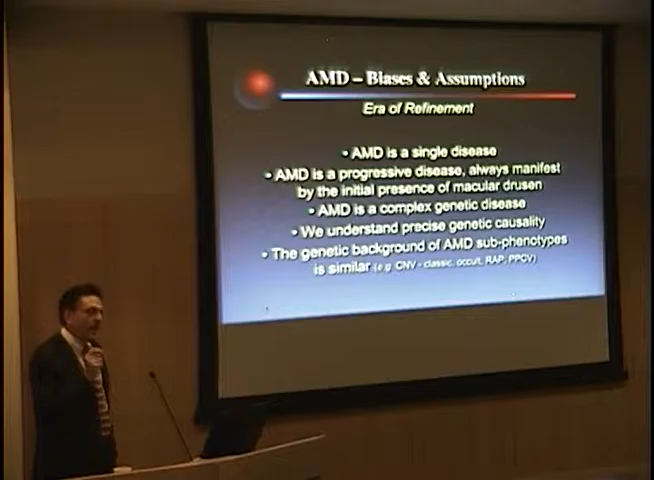 AMD – Biases & Assumptions
Era of Refinement
• AMD is a single disease
• AMD is a progressive disease, always manifest
by the initial presence of macular drusen
• AMD is a complex genetic disease
• We understand precise genetic causality
• The genetic background of AMD sub-phenotypes
is similar (e.g. CNV - classic, occult, RAP, PPCV)